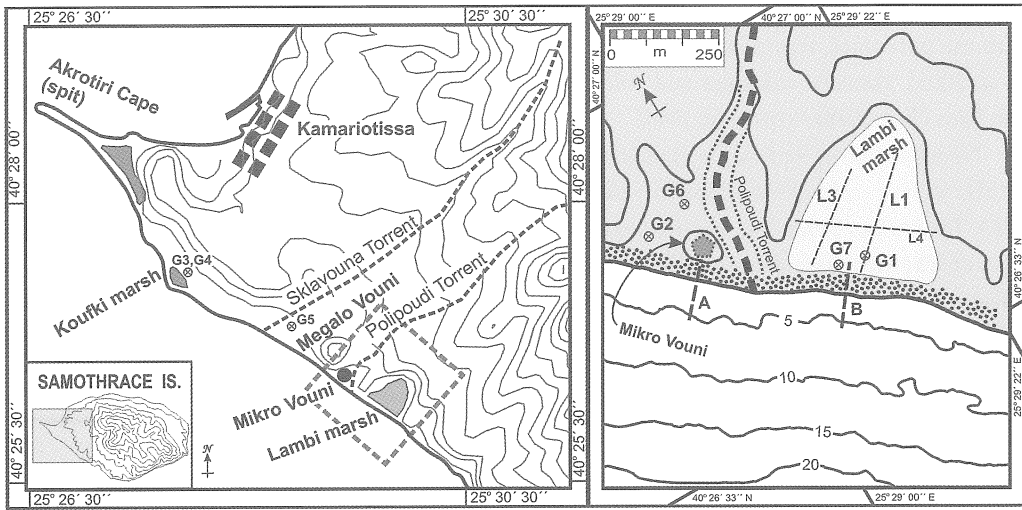 25° 26´ 30´´
25° 30´ 30´´
Akrotiri Cape
(spit)
Kamariotissa
40° 28´ 00´´
40° 28´ 00´´
G3,G4
Koufki marsh
Sklavouna Torrent
G5
Megalo Vouni
Polipoudi Torrent
Mikro Vouni
Lambi marsh
SAMOTHRACE IS.
N
40° 25´ 30´´
40° 25´ 30´´
25° 26´ 30´´
25° 30´ 30´´
25° 29´ 00´´ E
40° 27´ 00´´ N
25° 29´ 22´´ E
0 m 250
40° 27´ 00´´ N
N
Lambi
marsh
L3
L1
L4
G6
G2
Polipoudi Torrent
G7
G1
A
B
Mikro Vouni
5
10
15
20
40° 26´ 33´´ N
25° 29´ 22´´ E
40° 26´ 33´´ N
25° 29´ 00´´ E